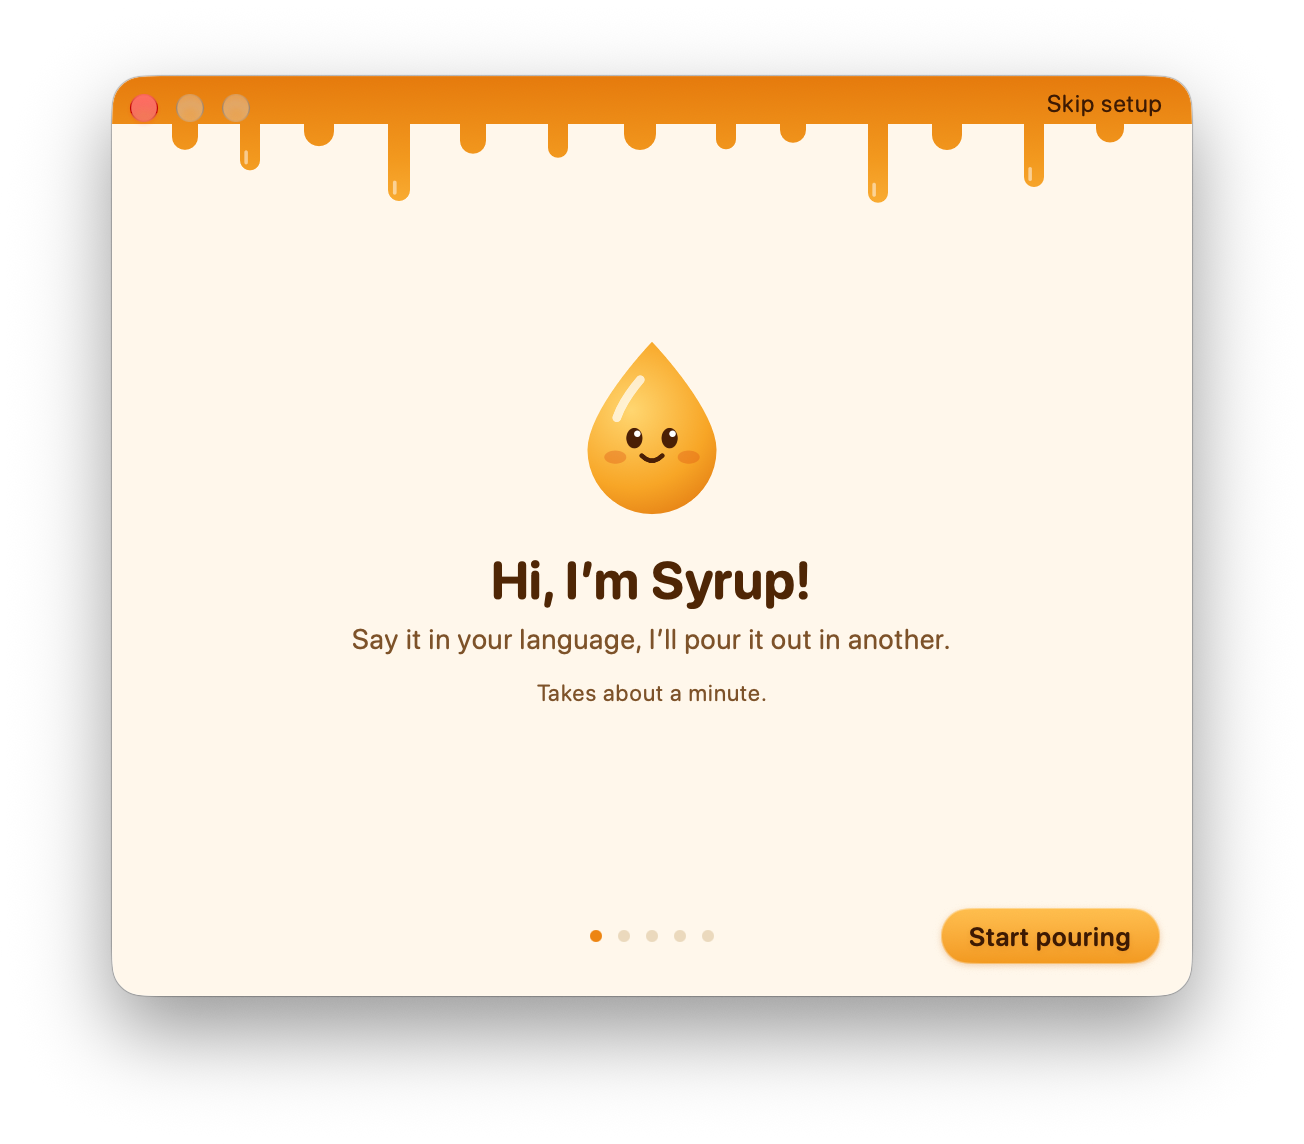 Skip setup
Hi, I’m Syrup!
Say it in your language, I’ll pour it out in another.
Takes about a minute.
Start pouring